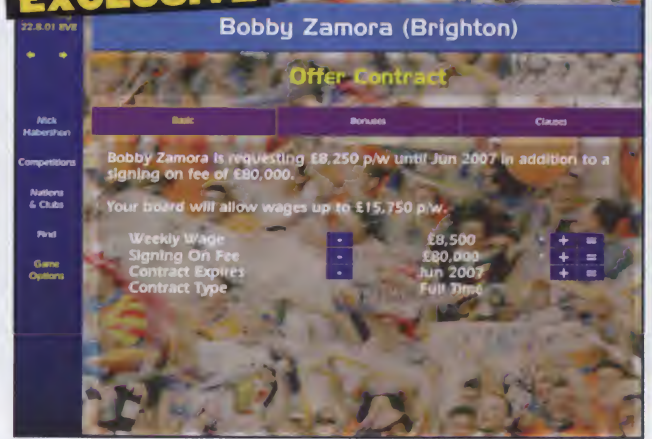 EXCLUSIVE
22.8.01 EVE
Bobby Zamora (Brighton)
Offer Contract
Basic Bonuses Clauses
Nick
Habershon
Competitions
Nations
& Clubs
Find
Game
Options
Bobby Zamora is requesting £8,250 p/w until Jun 2007 in addition to a
signing on fee of £80,000.
Your board will allow wages up to £15,750 p/w.
Weekly Wage - £8,500 + =
Signing On Fee - £80,000 + =
Contract Expires - Jun 2007 + =
Contract Type Full Time